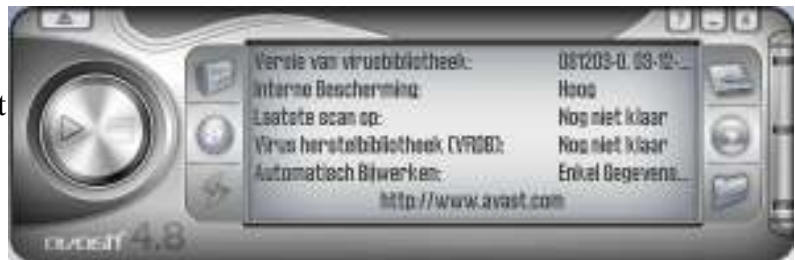 t
Versie van virusbibliotheek: 081203-0, 03-12-...
Interne Bescherming: Hoog
Laatste scan op: Nog niet klaar
Virus herstelbibliotheek (VRDB): Nog niet klaar
Automatisch Bijwerken: Enkel Gegevens...
http://www.avast.com
avast! 4.8